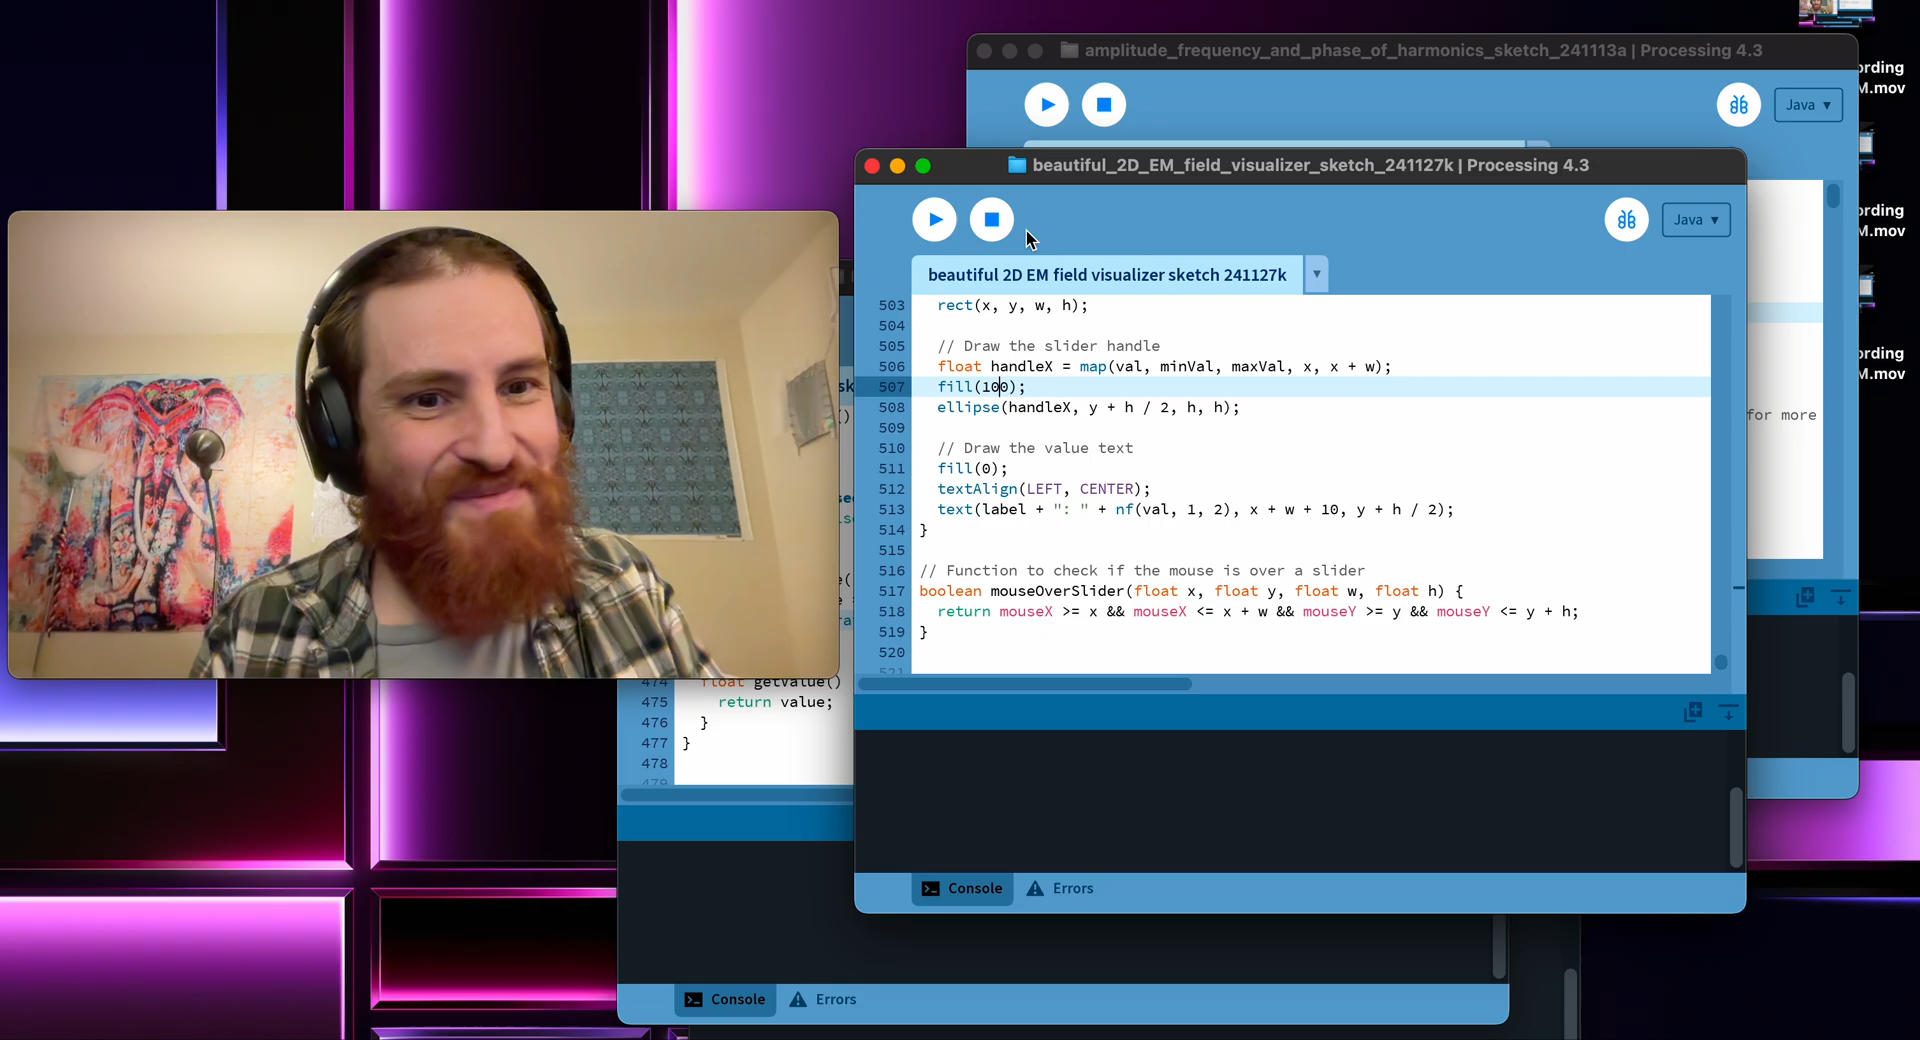 amplitude_frequency_and_phase_of_harmonics_sketch_241113a | Processing 4.3
Java ▾
rding
M.mov
rding
M.mov
rding
M.mov
for more
beautiful_2D_EM_field_visualizer_sketch_241127k | Processing 4.3
Java ▾
beautiful 2D EM field visualizer sketch 241127k
503 rect(x, y, w, h);
504
505 // Draw the slider handle
506 float handleX = map(val, minVal, maxVal, x, x + w);
507 fill(100);
508 ellipse(handleX, y + h / 2, h, h);
509
510 // Draw the value text
511 fill(0);
512 textAlign(LEFT, CENTER);
513 text(label + ": " + nf(val, 1, 2), x + w + 10, y + h / 2);
514 }
515
516 // Function to check if the mouse is over a slider
517 boolean mouseOverSlider(float x, float y, float w, float h) {
518 return mouseX >= x && mouseX <= x + w && mouseY >= y && mouseY <= y + h;
519 }
520
521
Console
Errors
474 float getValue()
475 return value;
476 }
477 }
478
479
Console
Errors